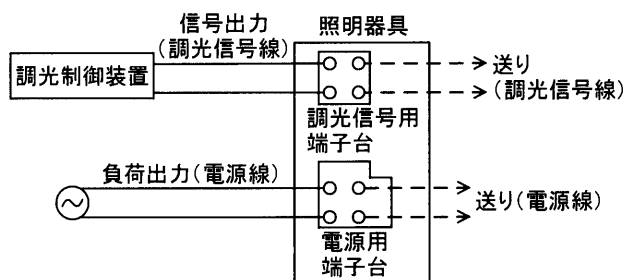 信号出力
(調光信号線)
照明器具
調光制御装置
送り
(調光信号線)
調光信号用
端子台
負荷出力(電源線)
送り(電源線)
電源用
端子台